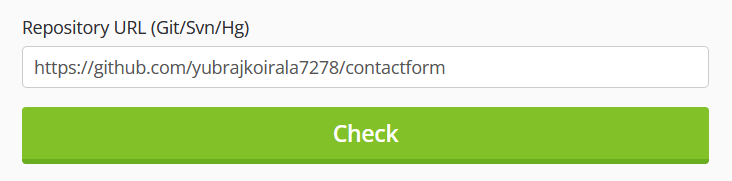 Repository URL (Git/Svn/Hg)
https://github.com/yubrajkoirala7278/contactform
Check